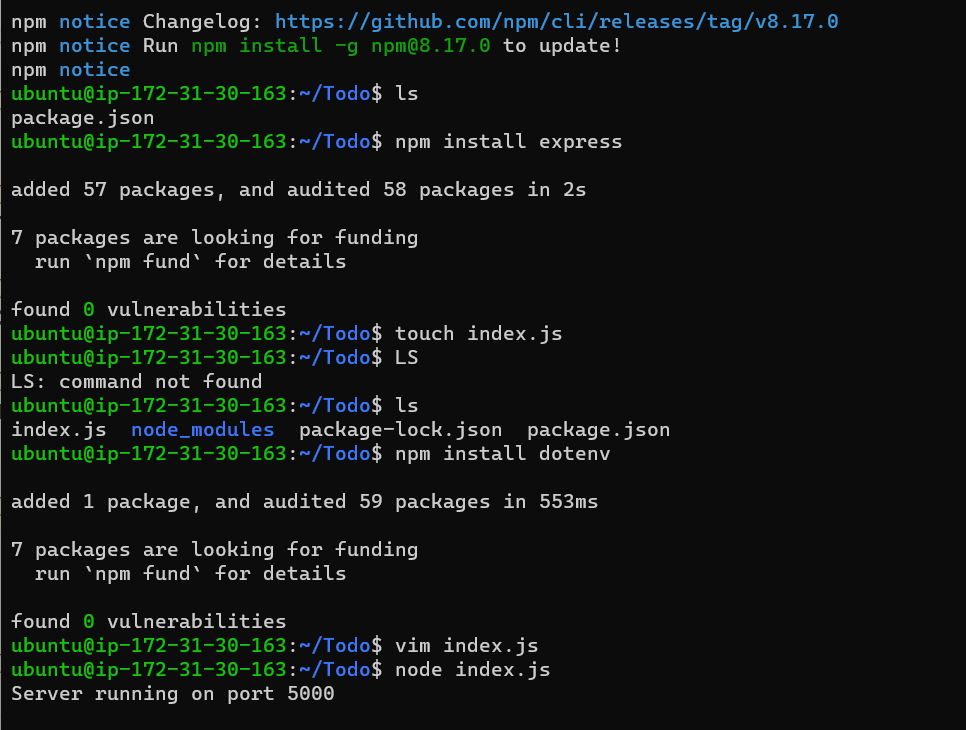 npm notice Changelog: https://github.com/npm/cli/releases/tag/v8.17.0
npm notice Run npm install -g npm@8.17.0 to update!
npm notice
ubuntu@ip-172-31-30-163:~/Todo$ ls
package.json
ubuntu@ip-172-31-30-163:~/Todo$ npm install express
added 57 packages, and audited 58 packages in 2s
7 packages are looking for funding
  run `npm fund` for details
found 0 vulnerabilities
ubuntu@ip-172-31-30-163:~/Todo$ touch index.js
ubuntu@ip-172-31-30-163:~/Todo$ LS
LS: command not found
ubuntu@ip-172-31-30-163:~/Todo$ ls
index.js  node_modules  package-lock.json  package.json
ubuntu@ip-172-31-30-163:~/Todo$ npm install dotenv
added 1 package, and audited 59 packages in 553ms
7 packages are looking for funding
  run `npm fund` for details
found 0 vulnerabilities
ubuntu@ip-172-31-30-163:~/Todo$ vim index.js
ubuntu@ip-172-31-30-163:~/Todo$ node index.js
Server running on port 5000